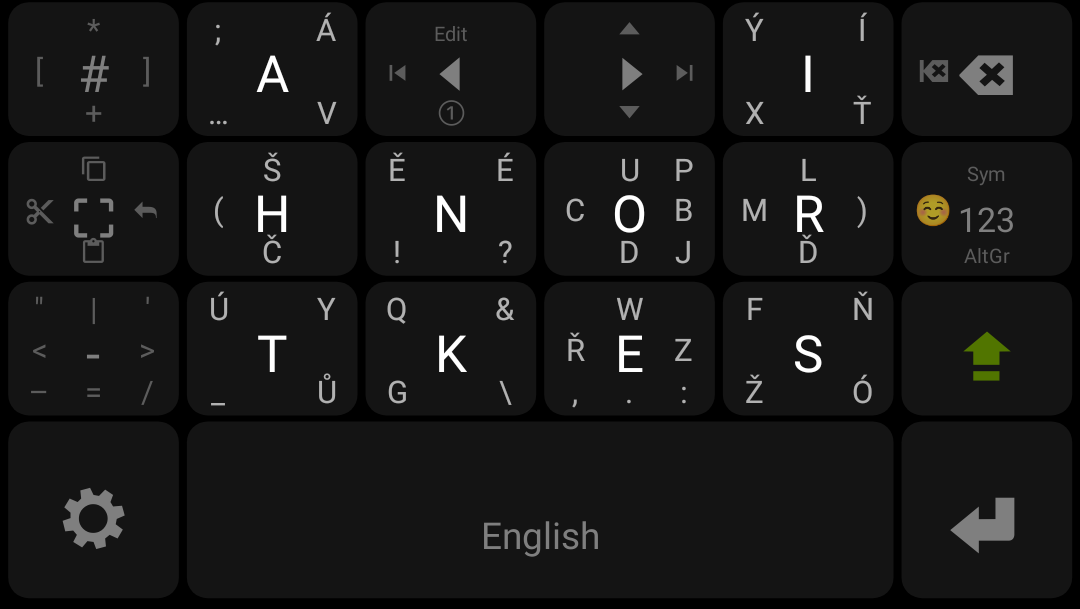 * ; Á Edit Ý Í
[ # ] A I
+ … V 1 X Ť
Š Ě É U P L Sym
( H N C O B M R ) 123
Č ! ? D J Ď AltGr
" | ' Ú Y Q & W F Ň
< - > T K Ř E Z S
– = / _ Ů G \ , . : Ž Ó
English